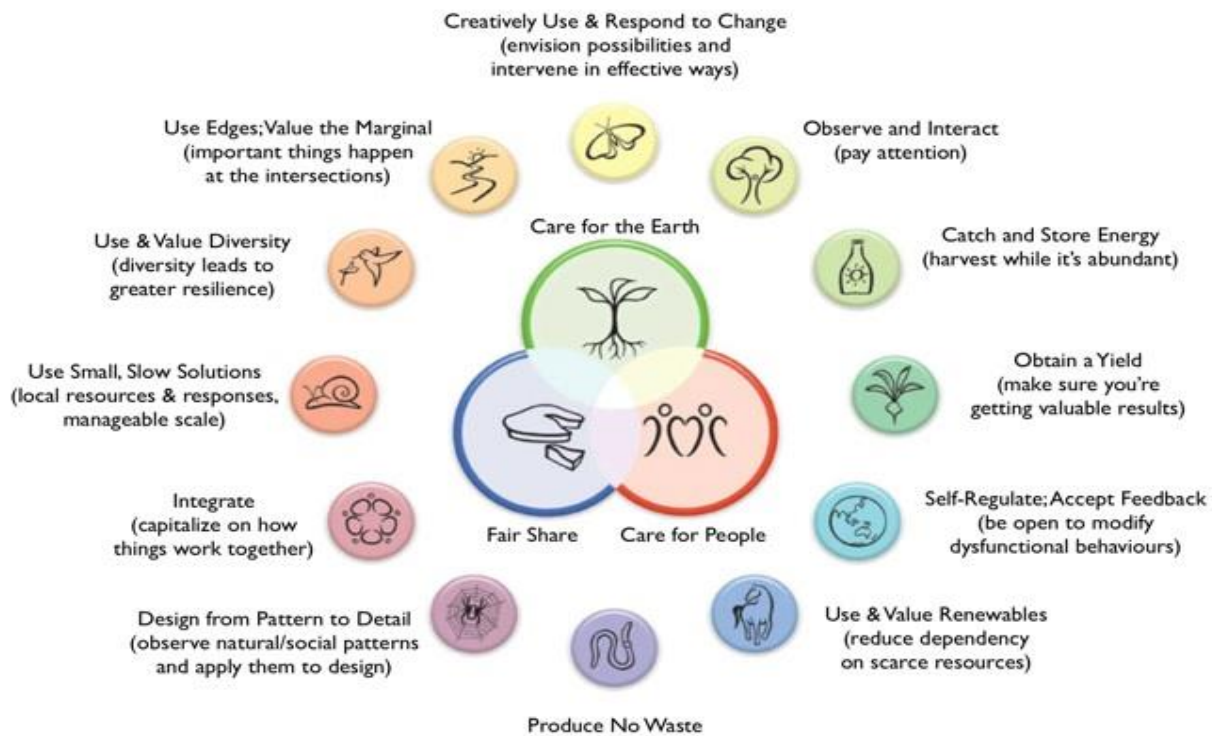 Creatively Use & Respond to Change
(envision possibilities and
intervene in effective ways)
Use Edges; Value the Marginal
(important things happen
at the intersections)
Observe and Interact
(pay attention)
Care for the Earth
Use & Value Diversity
(diversity leads to
greater resilience)
Catch and Store Energy
(harvest while it's abundant)
Use Small, Slow Solutions
(local resources & responses,
manageable scale)
Obtain a Yield
(make sure you're
getting valuable results)
Integrate
(capitalize on how
things work together)
Fair Share
Care for People
Self-Regulate; Accept Feedback
(be open to modify
dysfunctional behaviours)
Design from Pattern to Detail
(observe natural/social patterns
and apply them to design)
Use & Value Renewables
(reduce dependency
on scarce resources)
Produce No Waste